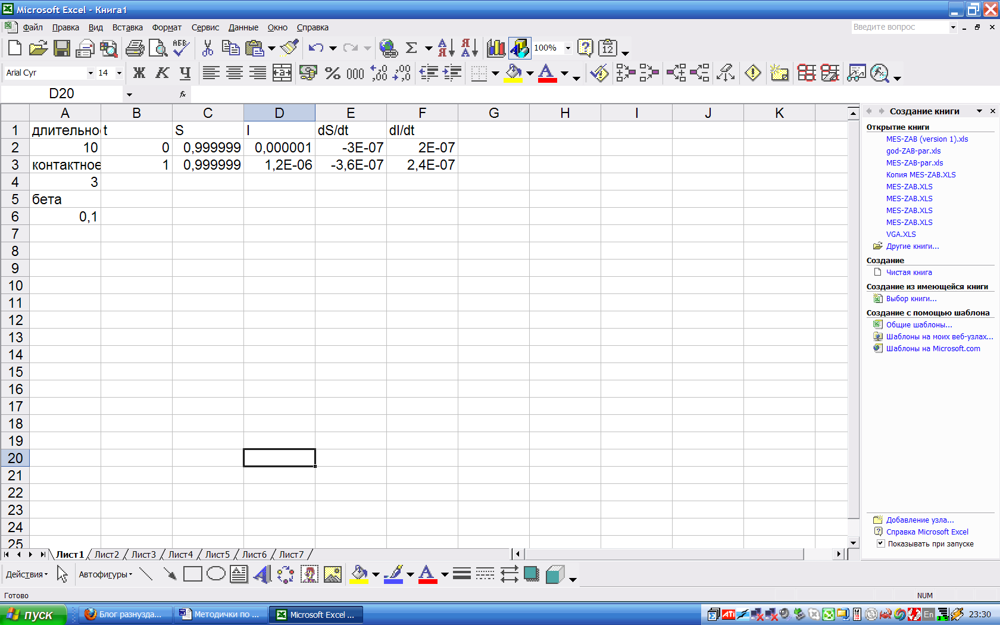 Microsoft Excel - Книга1
Файл Правка Вид Вставка Формат Сервис Данные Окно Справка
Введите вопрос
100%
Arial Cyr 14 Ж К Ч 000
D20 fx
A B C D E F G H I J K
1 длительнос t S I dS/dt dI/dt
2 10 0 0,999999 0,000001 -3E-07 2E-07
3 контактное 1 0,999999 1,2E-06 -3,6E-07 2,4E-07
4 3
5 бета
6 0,1
7
8
9
10
11
12
13
14
15
16
17
18
19
20
21
22
23
24
25
Создание книги
Открытие книги
MES-ZAB (version 1).xls
god-ZAB-par.xls
MES-ZAB-par.xls
Копия MES-ZAB.XLS
MES-ZAB.XLS
MES-ZAB.XLS
MES-ZAB.XLS
MES-ZAB.XLS
VGA.XLS
Другие книги...
Создание
Чистая книга
Создание из имеющейся книги
Выбор книги...
Создание с помощью шаблона
Общие шаблоны...
Шаблоны на моих веб-узлах...
Шаблоны на Microsoft.com
Добавление узла...
Справка Microsoft Excel
Показывать при запуске
Лист1 Лист2 Лист3 Лист4 Лист5 Лист6 Лист7
Действия Автофигуры
Готово NUM
пуск Блог разнузда... Методички по ... Microsoft Excel ... ATI En 23:30